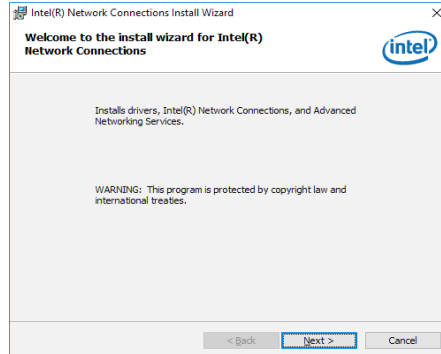 Intel(R) Network Connections Install Wizard
Welcome to the install wizard for Intel(R)
Network Connections
intel
Installs drivers, Intel(R) Network Connections, and Advanced
Networking Services.
WARNING: This program is protected by copyright law and
international treaties.
< Back Next > Cancel